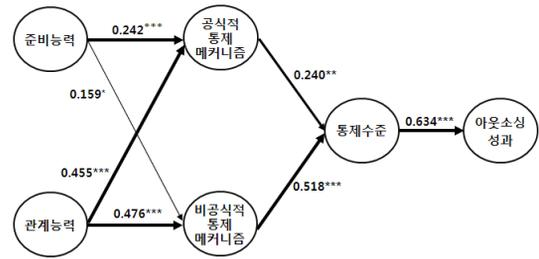 준비능력
0.242***
공식적
통제
메커니즘
0.159*
0.240**
통제수준
0.634***
아웃소싱
성과
0.455***
관계능력
0.476***
비공식적
통제
메커니즘
0.518***